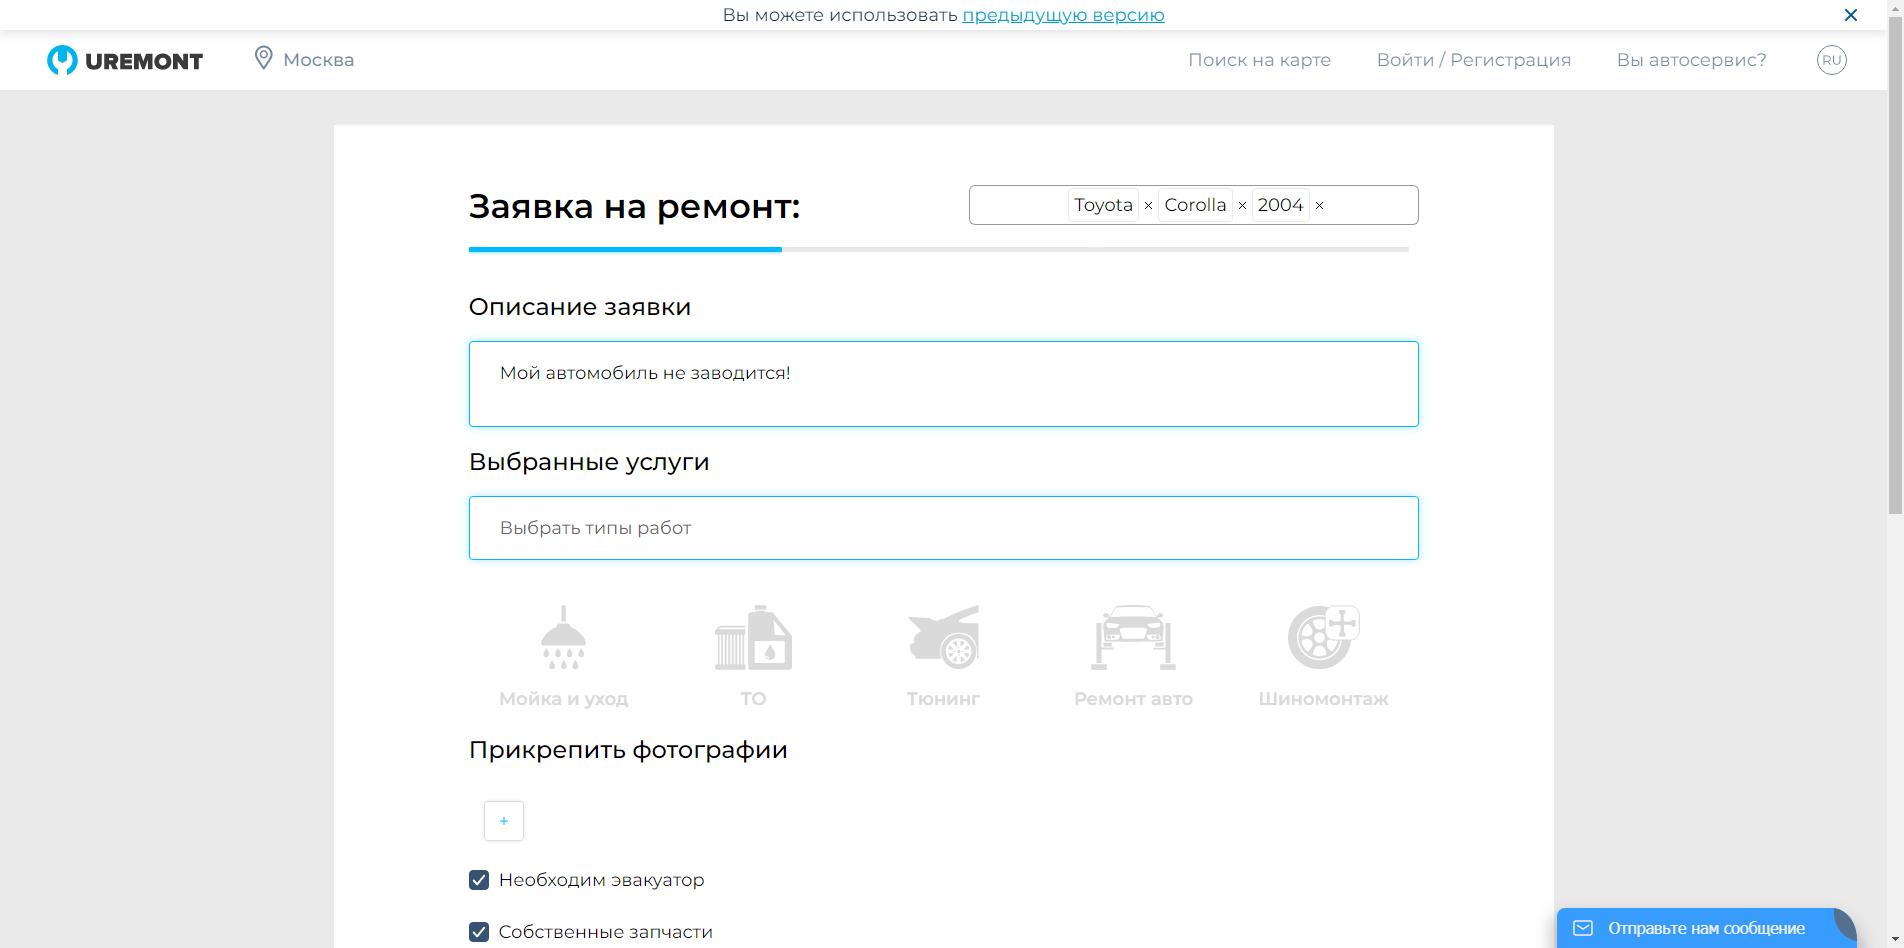 Вы можете использовать предыдущую версию
UREMONT
Москва
Поиск на карте
Войти / Регистрация
Вы автосервис?
RU
Заявка на ремонт:
Toyota × Corolla × 2004 ×
Описание заявки
Мой автомобиль не заводится!
Выбранные услуги
Выбрать типы работ
Мойка и уход
ТО
Тюнинг
Ремонт авто
Шиномонтаж
Прикрепить фотографии
+
Необходим эвакуатор
Собственные запчасти
Отправьте нам сообщение